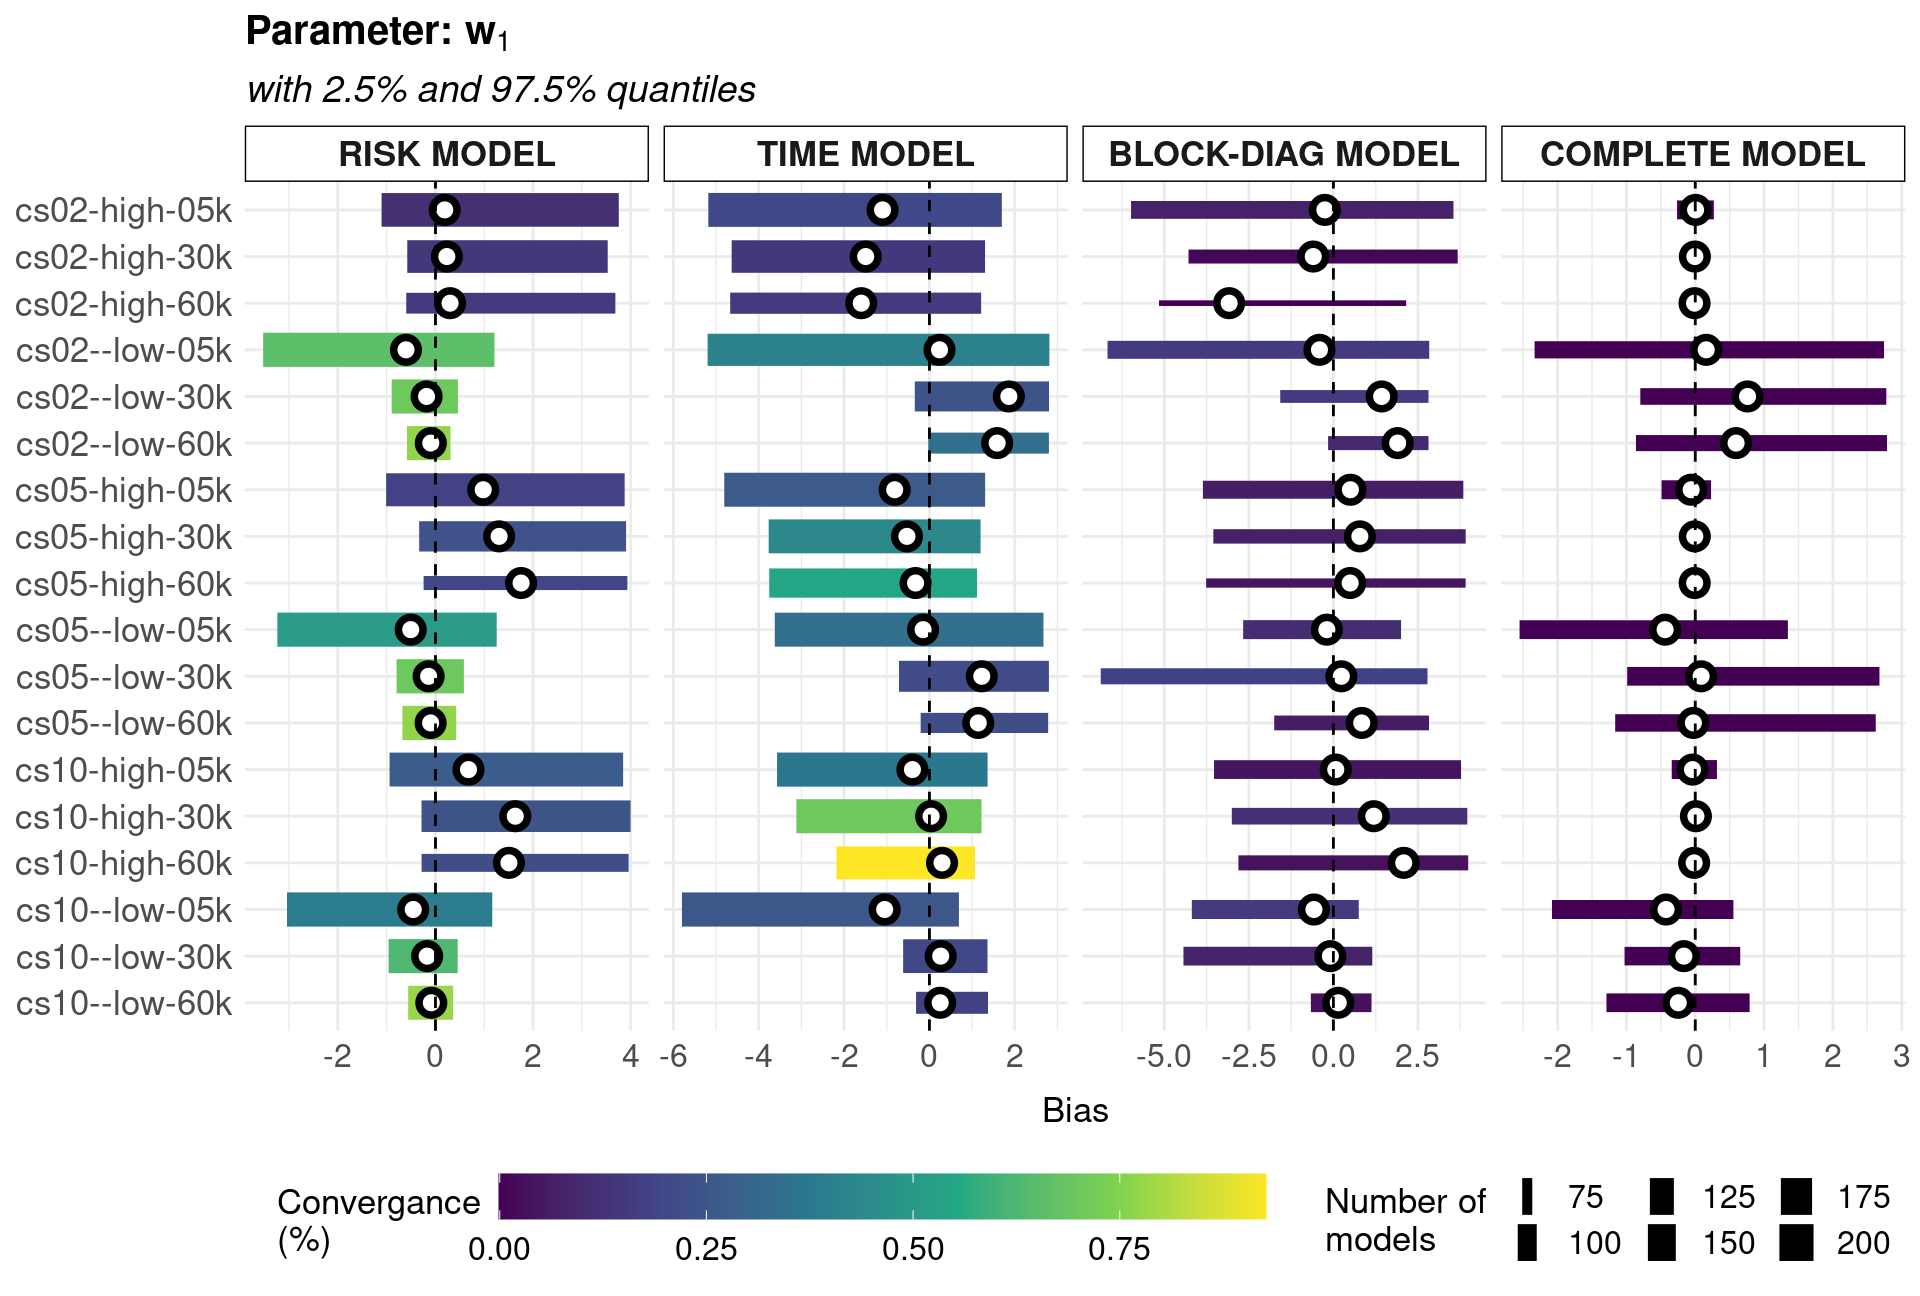 Parameter: w₁
with 2.5% and 97.5% quantiles
RISK MODEL TIME MODEL BLOCK-DIAG MODEL COMPLETE MODEL
cs02-high-05k
cs02-high-30k
cs02-high-60k
cs02--low-05k
cs02--low-30k
cs02--low-60k
cs05-high-05k
cs05-high-30k
cs05-high-60k
cs05--low-05k
cs05--low-30k
cs05--low-60k
cs10-high-05k
cs10-high-30k
cs10-high-60k
cs10--low-05k
cs10--low-30k
cs10--low-60k
-2 0 2 4 -6 -4 -2 0 2 -5.0 -2.5 0.0 2.5 -2 -1 0 1 2 3
Bias
Convergance
(%)
0.00 0.25 0.50 0.75
Number of
models
75 125 175
100 150 200